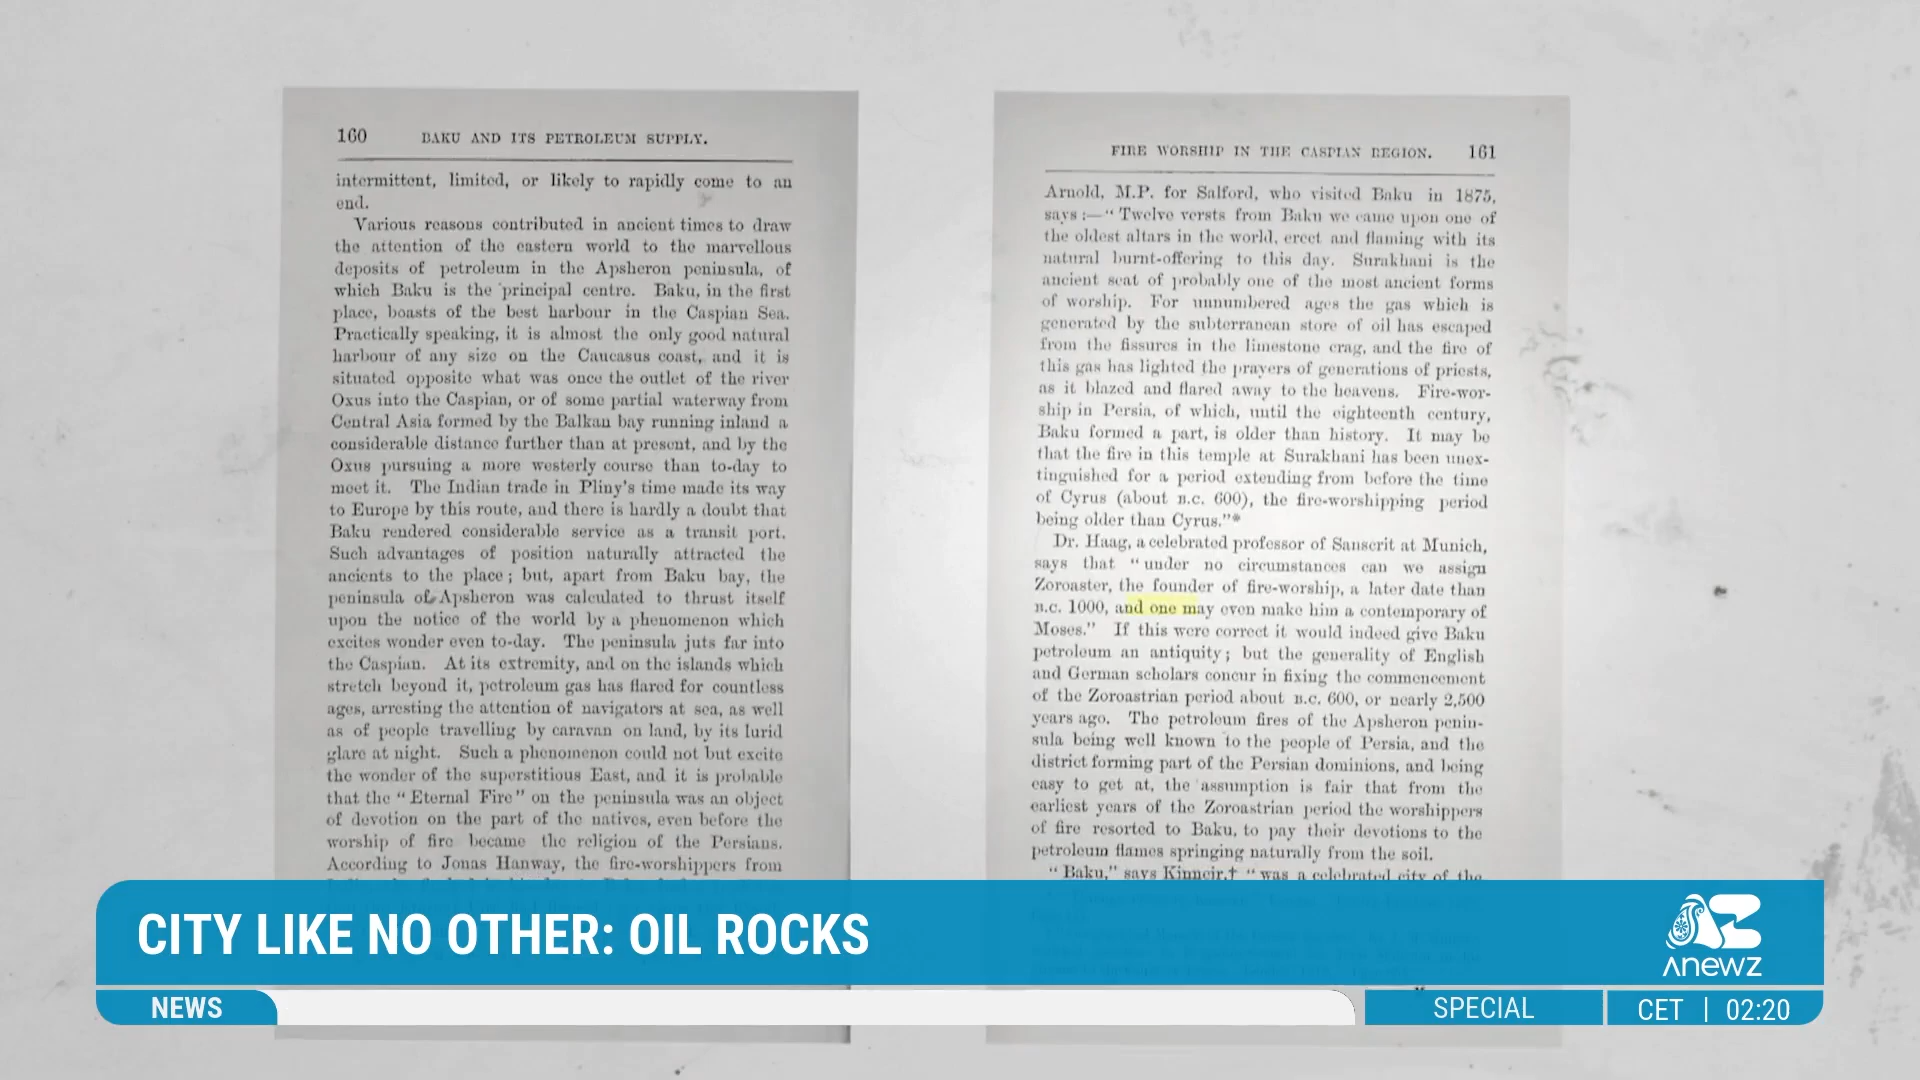 160 BAKU AND ITS PETROLEUM SUPPLY.
intermittent, limited, or likely to rapidly come to an
end.
Various reasons contributed in ancient times to draw
the attention of the eastern world to the marvellous
deposits of petroleum in the Apsheron peninsula, of
which Baku is the principal centre. Baku, in the first
place, boasts of the best harbour in the Caspian Sea.
Practically speaking, it is almost the only good natural
harbour of any size on the Caucasus coast, and it is
situated opposite what was once the outlet of the river
Oxus into the Caspian, or of some partial waterway from
Central Asia formed by the Balkan bay running inland a
considerable distance further than at present, and by the
Oxus pursuing a more westerly course than to-day to
meet it. The Indian trade in Pliny's time made its way
to Europe by this route, and there is hardly a doubt that
Baku rendered considerable service as a transit port.
Such advantages of position naturally attracted the
ancients to the place; but, apart from Baku bay, the
peninsula of Apsheron was calculated to thrust itself
upon the notice of the world by a phenomenon which
excites wonder even to-day. The peninsula juts far into
the Caspian. At its extremity, and on the islands which
stretch beyond it, petroleum gas has flared for countless
ages, arresting the attention of navigators at sea, as well
as of people travelling by caravan on land, by its lurid
glare at night. Such a phenomenon could not but excite
the wonder of the superstitious East, and it is probable
that the "Eternal Fire" on the peninsula was an object
of devotion on the part of the natives, even before the
worship of fire became the religion of the Persians.
According to Jonas Hanway, the fire-worshippers from
FIRE WORSHIP IN THE CASPIAN REGION. 161
Arnold, M.P. for Salford, who visited Baku in 1875,
says:—"Twelve versts from Baku we came upon one of
the oldest altars in the world, erect and flaming with its
natural burnt-offering to this day. Surakhani is the
ancient seat of probably one of the most ancient forms
of worship. For unnumbered ages the gas which is
generated by the subterranean store of oil has escaped
from the fissures in the limestone crag, and the fire of
this gas has lighted the prayers of generations of priests,
as it blazed and flared away to the heavens. Fire-wor-
ship in Persia, of which, until the eighteenth century,
Baku formed a part, is older than history. It may be
that the fire in this temple at Surakhani has been unex-
tinguished for a period extending from before the time
of Cyrus (about B.C. 600), the fire-worshipping period
being older than Cyrus."*
Dr. Haag, a celebrated professor of Sanscrit at Munich,
says that "under no circumstances can we assign
Zoroaster, the founder of fire-worship, a later date than
B.C. 1000, and one may even make him a contemporary of
Moses." If this were correct it would indeed give Baku
petroleum an antiquity; but the generality of English
and German scholars concur in fixing the commencement
of the Zoroastrian period about B.C. 600, or nearly 2,500
years ago. The petroleum fires of the Apsheron penin-
sula being well known to the people of Persia, and the
district forming part of the Persian dominions, and being
easy to get at, the assumption is fair that from the
earliest years of the Zoroastrian period the worshippers
of fire resorted to Baku, to pay their devotions to the
petroleum flames springing naturally from the soil.
"Baku," says Kinneir,† "was a celebrated city of the
CITY LIKE NO OTHER: OIL ROCKS
ANEWZ
NEWS
SPECIAL
CET | 02:20